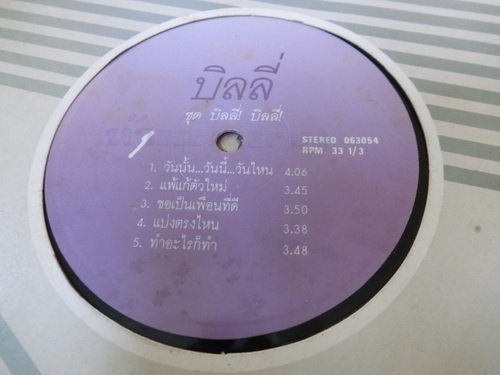 บิลลี่
ชุด บิลลี่! บิลลี่!
1
STEREO 063054
RPM. 33 1/3
1. วันนั้น...วันนี้...วันไหน 4.06
2. แพ้แก้ตัวใหม่ 3.45
3. ขอเป็นเพื่อนที่ดี 3.50
4. แบ่งตรงไหน 3.38
5. ทำอะไรก็ทำ 3.48